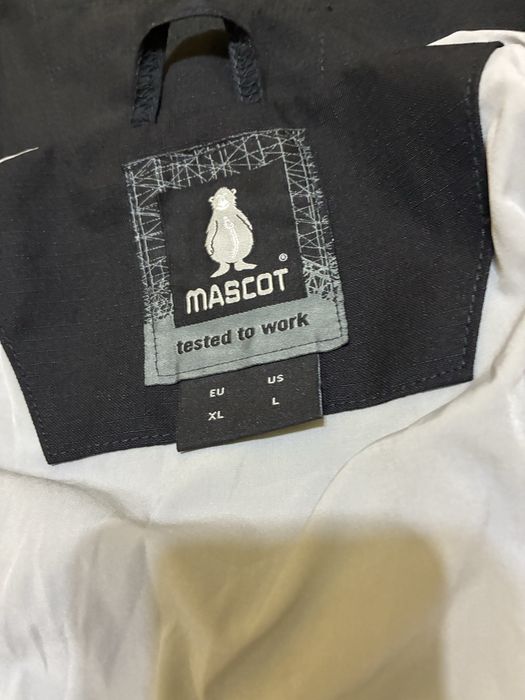 MASCOT®
tested to work
EU US
XL L